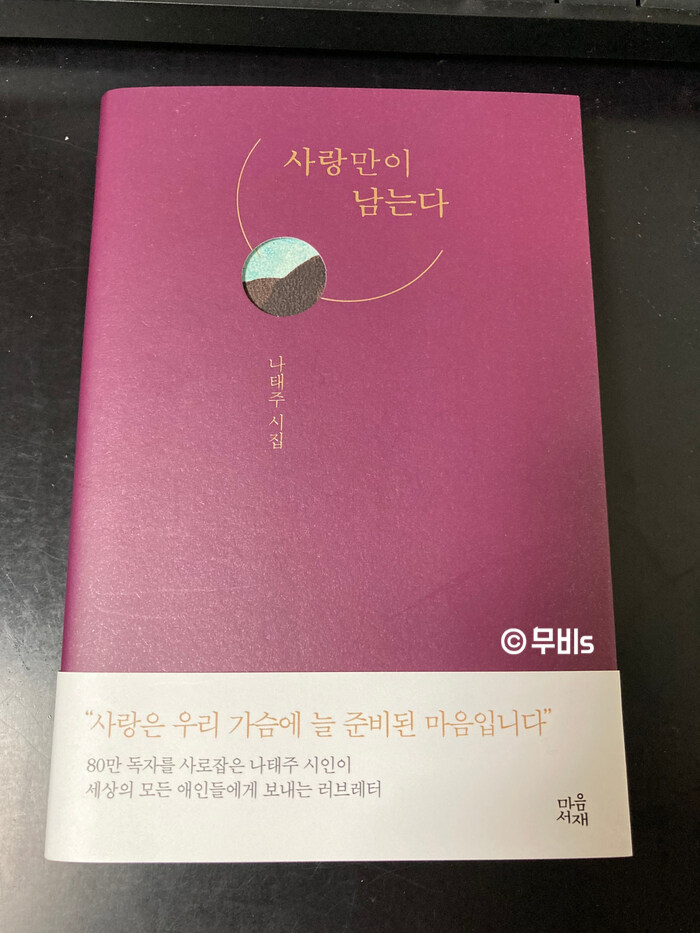 사랑만이
남는다
나태주 시집
© 무비s
“사랑은 우리 가슴에 늘 준비된 마음입니다”
80만 독자를 사로잡은 나태주 시인이
세상의 모든 애인들에게 보내는 러브레터
마음
서재